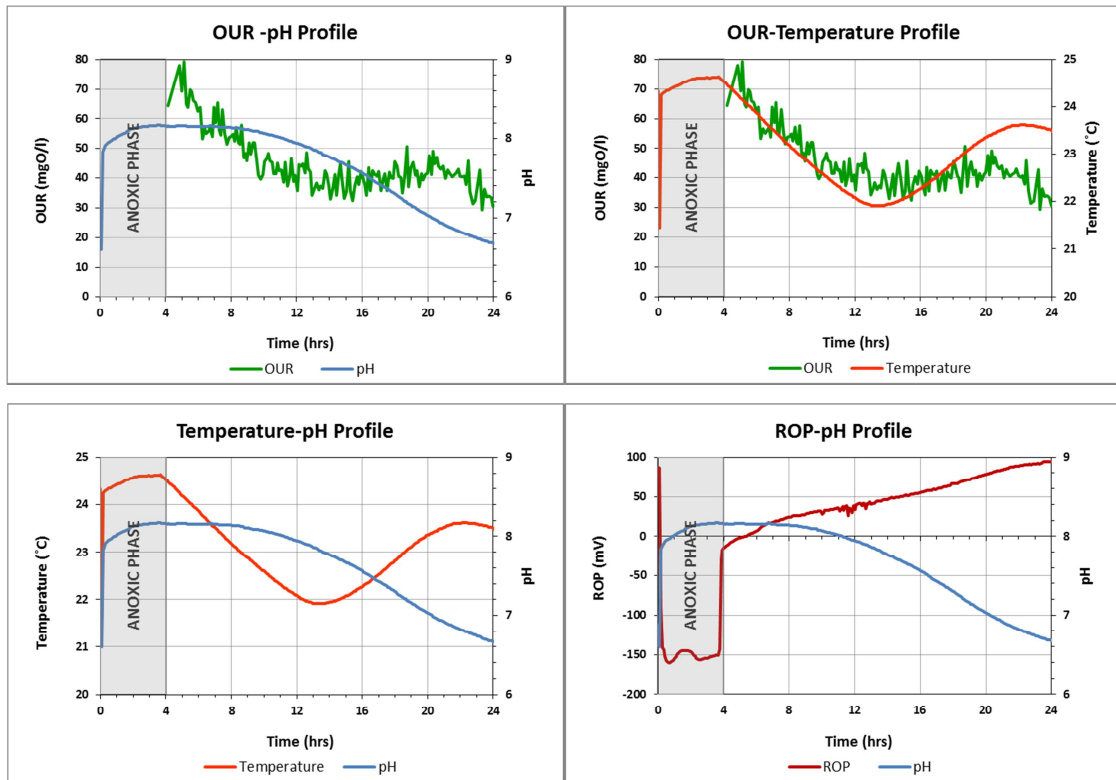 OUR -pH Profile
80
70
60
50
40
30
20
10
0
OUR (mgO/l)
ANOXIC PHASE
9
8
7
6
pH
0 4 8 12 16 20 24
Time (hrs)
OUR pH
OUR-Temperature Profile
80
70
60
50
40
30
20
10
0
OUR (mgO/l)
ANOXIC PHASE
25
24
23
22
21
20
Temperature (˚C)
0 4 8 12 16 20 24
Time (hrs)
OUR Temperature
Temperature-pH Profile
25
24
23
22
21
20
Temperature (˚C)
ANOXIC PHASE
9
8
7
6
pH
0 4 8 12 16 20 24
Time (hrs)
Temperature pH
ROP-pH Profile
100
50
0
-50
-100
-150
-200
ROP (mV)
ANOXIC PHASE
9
8
7
6
pH
0 4 8 12 16 20 24
Time (hrs)
ROP pH